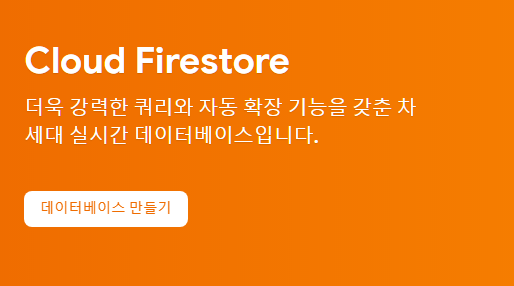 Cloud Firestore
더욱 강력한 쿼리와 자동 확장 기능을 갖춘 차
세대 실시간 데이터베이스입니다.
데이터베이스 만들기